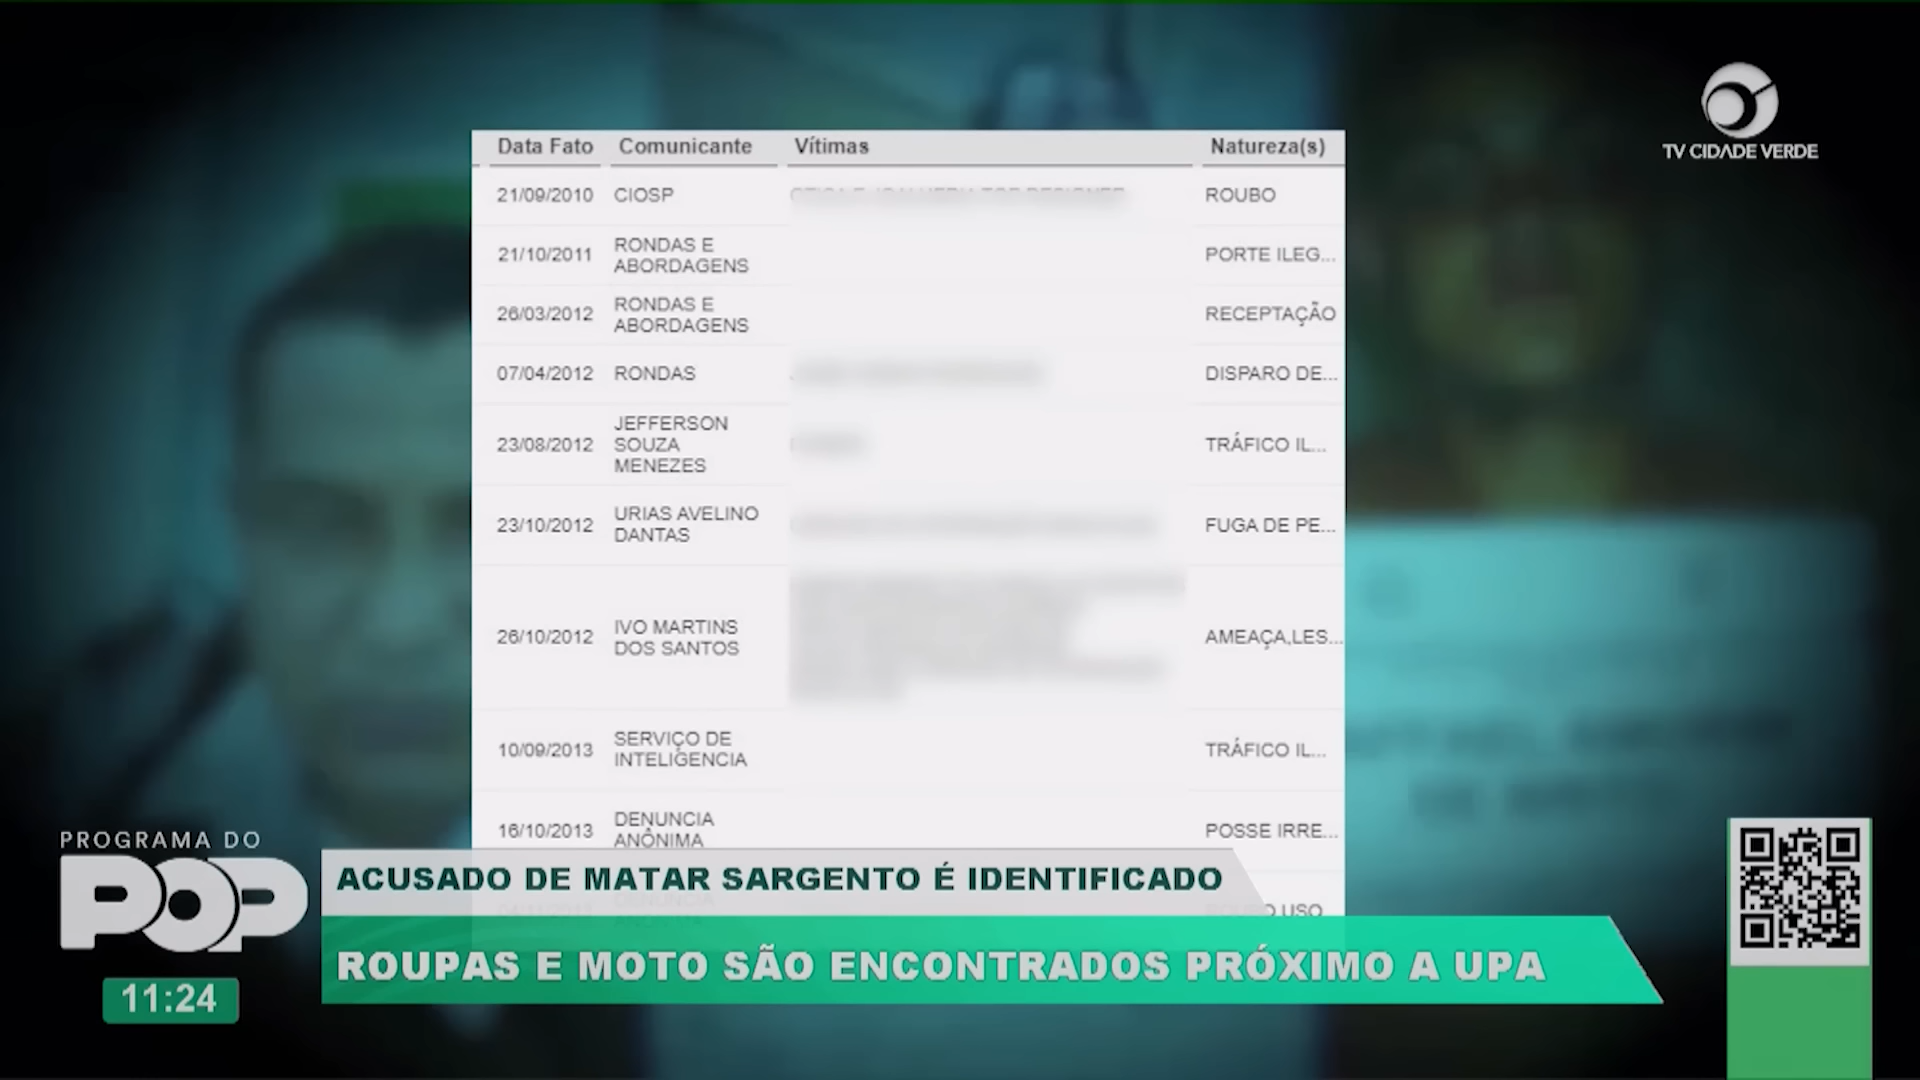 TV CIDADE VERDE
Data Fato Comunicante Vítimas Natureza(s)
21/09/2010 CIOSP ROUBO
21/10/2011 RONDAS E ABORDAGENS PORTE ILEG...
26/03/2012 RONDAS E ABORDAGENS RECEPTAÇÃO
07/04/2012 RONDAS DISPARO DE...
23/08/2012 JEFFERSON SOUZA MENEZES TRÁFICO IL...
23/10/2012 URIAS AVELINO DANTAS FUGA DE PE...
26/10/2012 IVO MARTINS DOS SANTOS AMEAÇA,LES...
10/09/2013 SERVIÇO DE INTELIGENCIA TRÁFICO IL...
16/10/2013 DENUNCIA ANÔNIMA POSSE IRRE...
PROGRAMA DO
POP
11:24
ACUSADO DE MATAR SARGENTO É IDENTIFICADO
ROUPAS E MOTO SÃO ENCONTRADOS PRÓXIMO A UPA